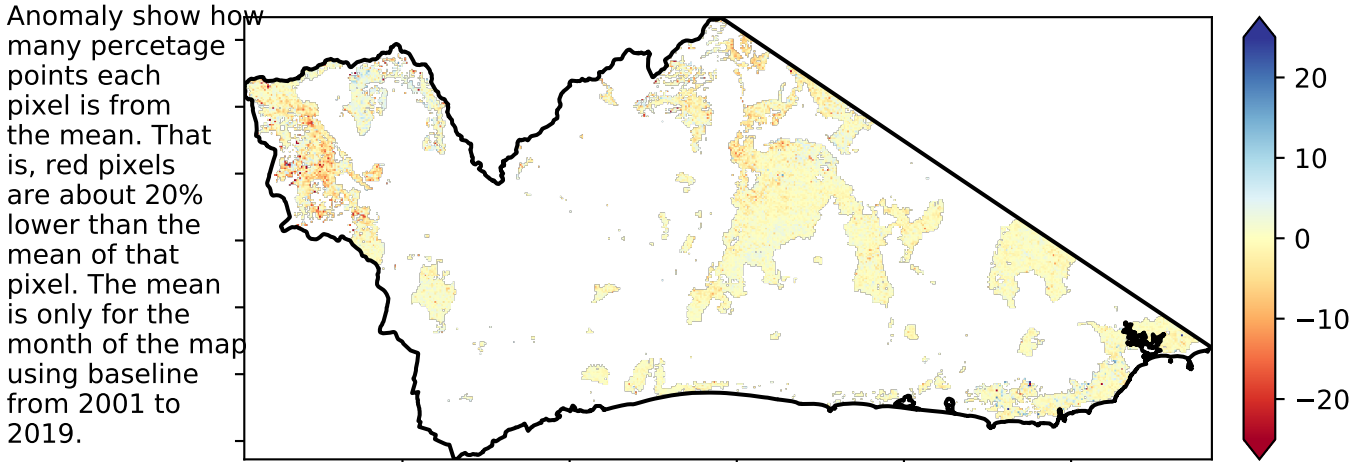 Anomaly show how
many percetage
points each
pixel is from
the mean. That
is, red pixels
are about 20%
lower than the
mean of that
pixel. The mean
is only for the
month of the map
using baseline
from 2001 to
2019.
20
10
0
−10
−20